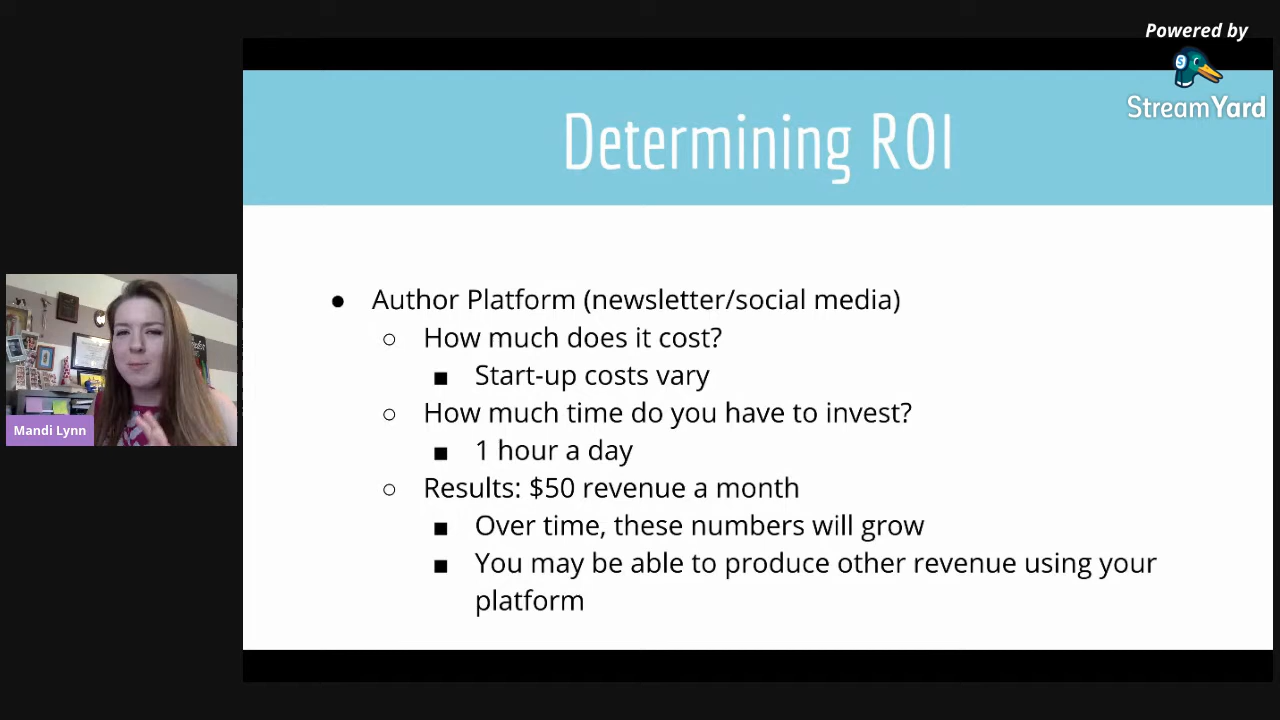 Powered by
StreamYard
Determining ROI
● Author Platform (newsletter/social media)
○ How much does it cost?
■ Start-up costs vary
○ How much time do you have to invest?
■ 1 hour a day
○ Results: $50 revenue a month
■ Over time, these numbers will grow
■ You may be able to produce other revenue using your
platform
Mandi Lynn